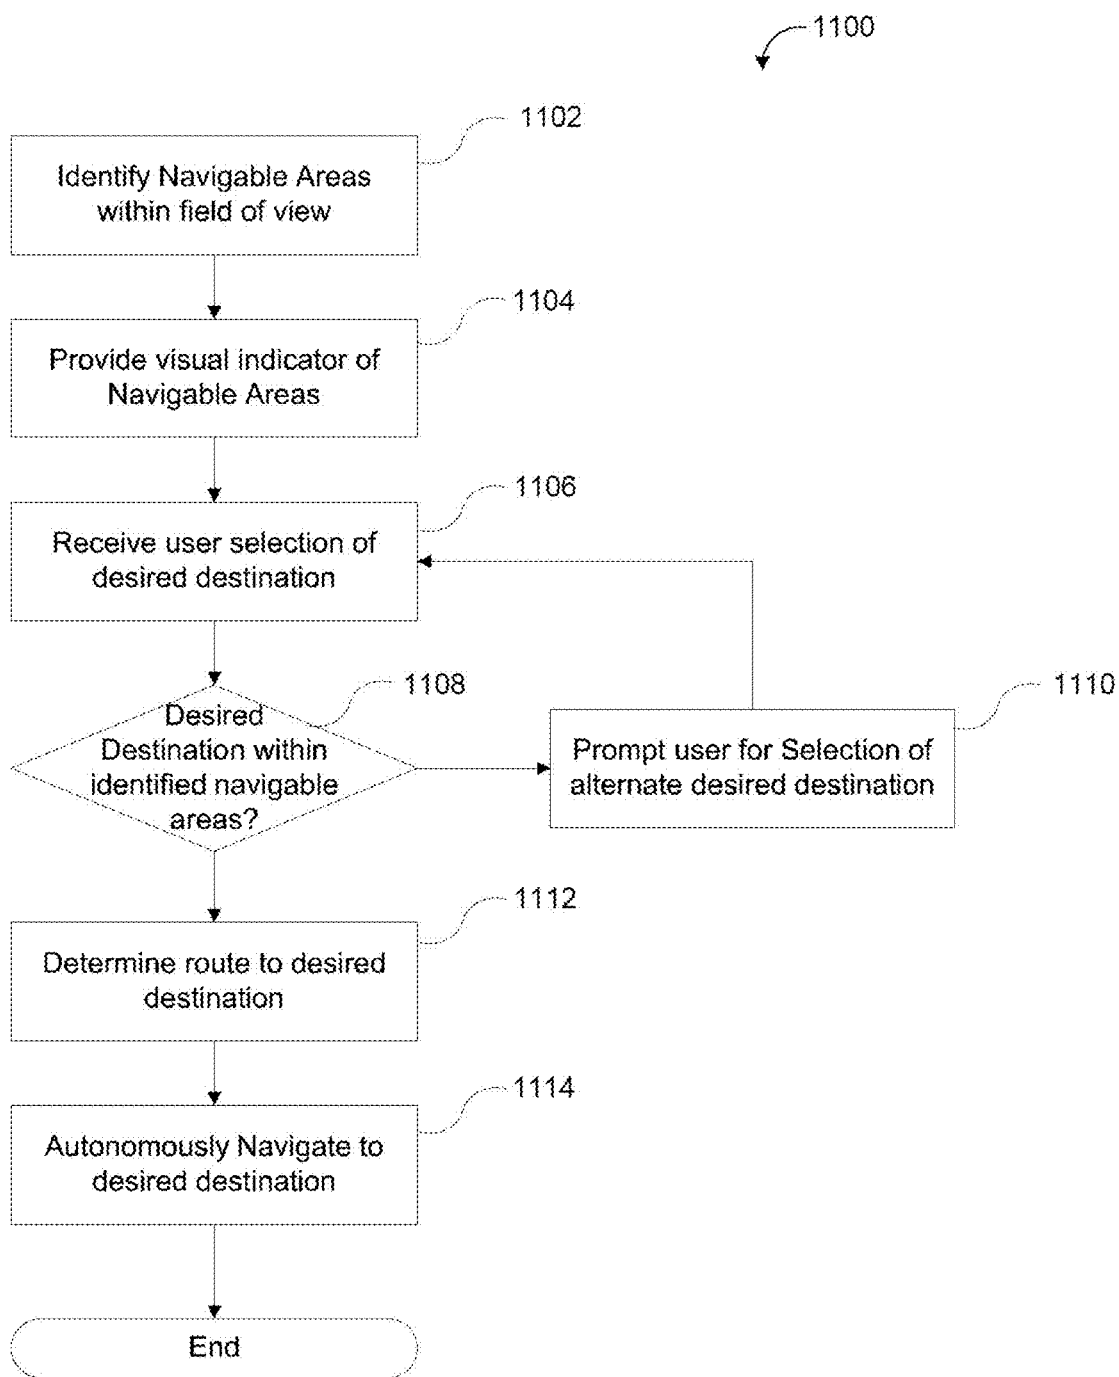 1100
1102
Identify Navigable Areas
within field of view
1104
Provide visual indicator of
Navigable Areas
1106
Receive user selection of
desired destination
1108
Desired
Destination within
identified navigable
areas?
1110
Prompt user for Selection of
alternate desired destination
1112
Determine route to desired
destination
1114
Autonomously Navigate to
desired destination
End